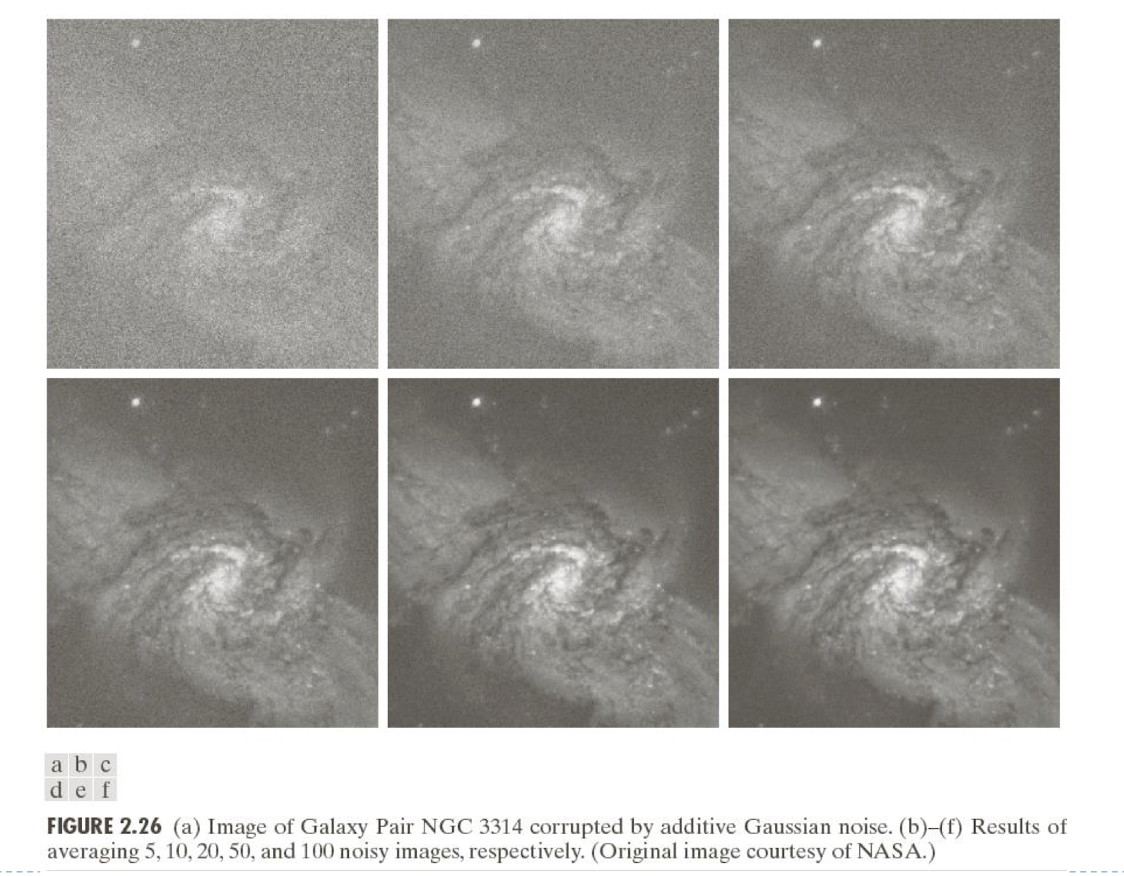 a b c
d e f
FIGURE 2.26 (a) Image of Galaxy Pair NGC 3314 corrupted by additive Gaussian noise. (b)–(f) Results of
averaging 5, 10, 20, 50, and 100 noisy images, respectively. (Original image courtesy of NASA.)